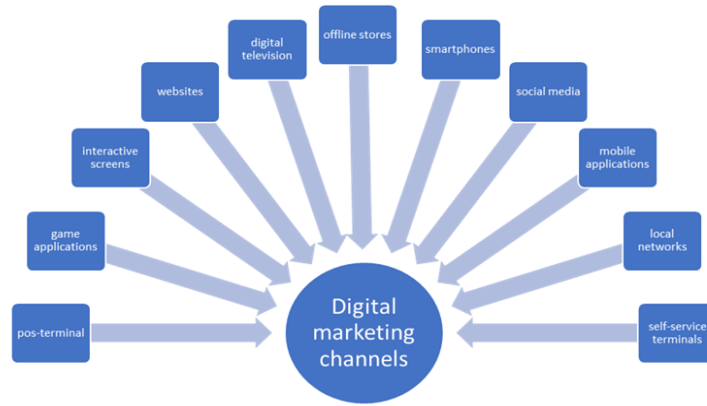 offline stores
digital
television
smartphones
websites
social media
interactive
screens
mobile
applications
game
applications
local
networks
pos-terminal
self-service
terminals
Digital
marketing
channels